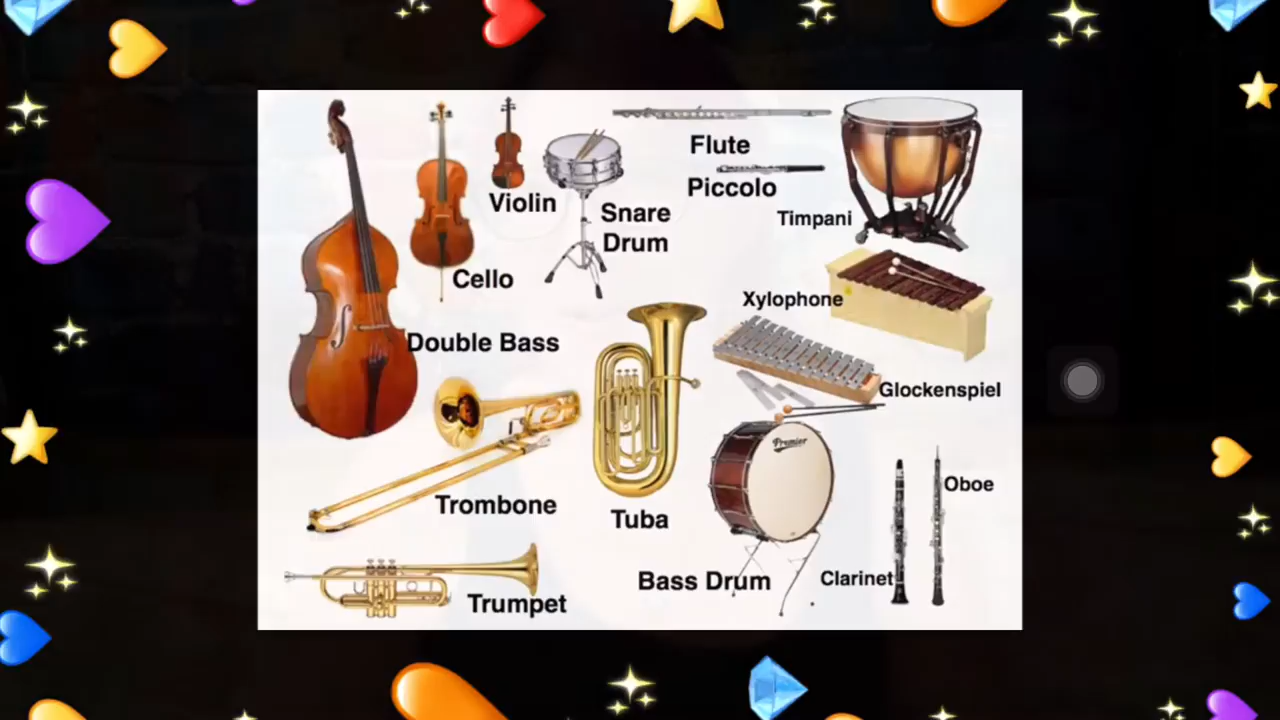 Flute
Piccolo
Violin
Snare
Drum
Timpani
Cello
Xylophone
Double Bass
Glockenspiel
Premier
Oboe
Trombone
Tuba
Bass Drum
Clarinet
Trumpet